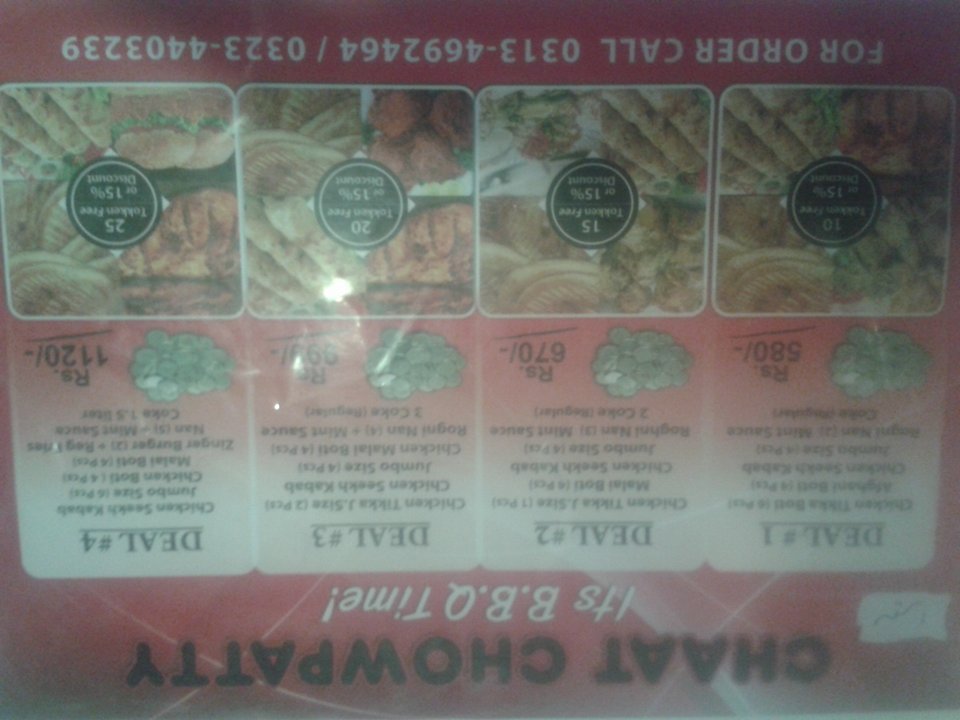 CHAAT CHOWPATTY
Its B.B.Q Time!
DEAL # 1
Chicken Tikka Boti (6 Pcs)
Afghani Boti (4 Pcs)
Chicken Seekh Kabab
Jumbo Size (4 Pcs)
Rogni Nan (2) Mint Sauce
Coke (Regular)
Rs.
580/-
10
Tokken Free
or 15%
Discount
DEAL #2
Chicken Tikka J.Size (1 Pcs)
Malai Boti (4 Pcs)
Chicken Seekh Kabab
Jumbo Size (4 Pcs)
Roghni Nan (3) Mint Sauce
2 Coke (Regular)
Rs.
670/-
15
Tokken Free
or 15%
Discount
DEAL #3
Chicken Tikka J.Size (2 Pcs)
Chicken Seekh Kabab
Jumbo Size (4 Pcs)
Chicken Malai Boti (4 Pcs)
Rogni Nan (4) + Mint Sauce
3 Coke (Regular)
Rs.
20
Tokken Free
or 15%
Discount
DEAL #4
Chicken Seekh Kabab
Jumbo Size (6 Pcs)
Chicken Boti ( 4 Pcs)
Malai Boti (4 Pcs)
Zinger Burger (2) + Reg Fries
Nan (5) + Mint Sauce
Coke 1.5 liter
Rs.
1120/-
25
Tokken Free
or 15%
Discount
FOR ORDER CALL 0313-4692464 / 0323-4403239